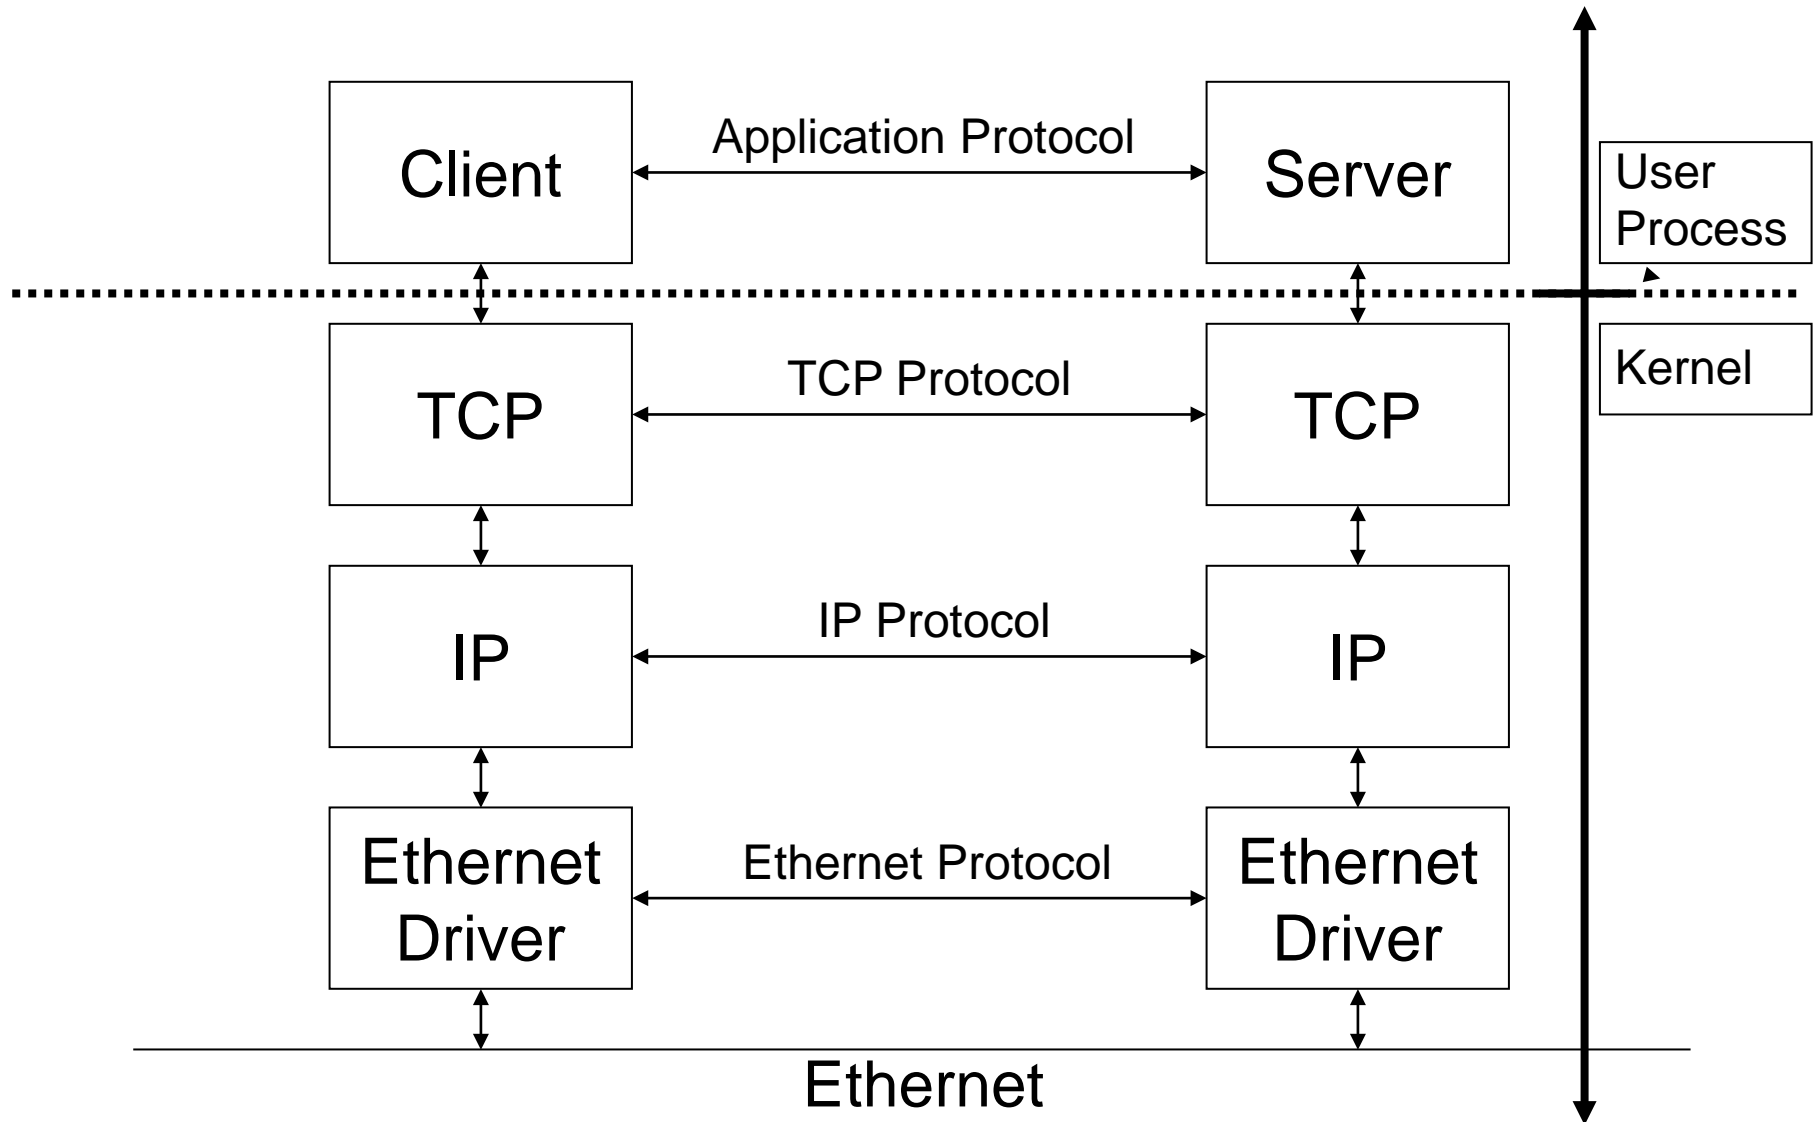 Client
Application Protocol
Server
User
Process
TCP
TCP Protocol
TCP
Kernel
IP
IP Protocol
IP
Ethernet
Driver
Ethernet Protocol
Ethernet
Driver
Ethernet